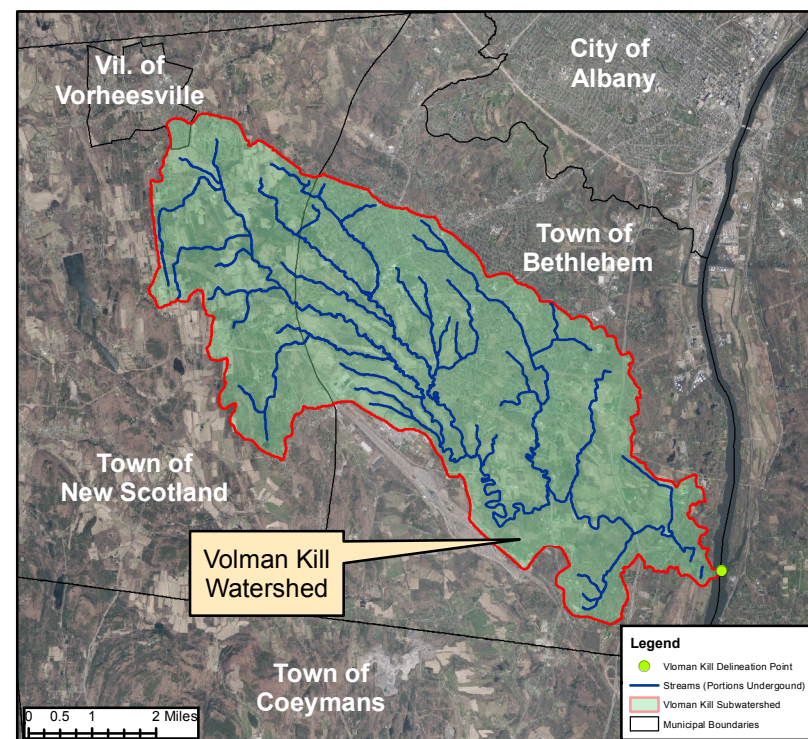 Vil. of
Vorheesville
City of
Albany
Town of
Bethlehem
Town of
New Scotland
Volman Kill
Watershed
Town of
Coeymans
0 0.5 1 2 Miles
Legend
Vloman Kill Delineation Point
Streams (Portions Undergound)
Vloman Kill Subwatershed
Municipal Boundaries